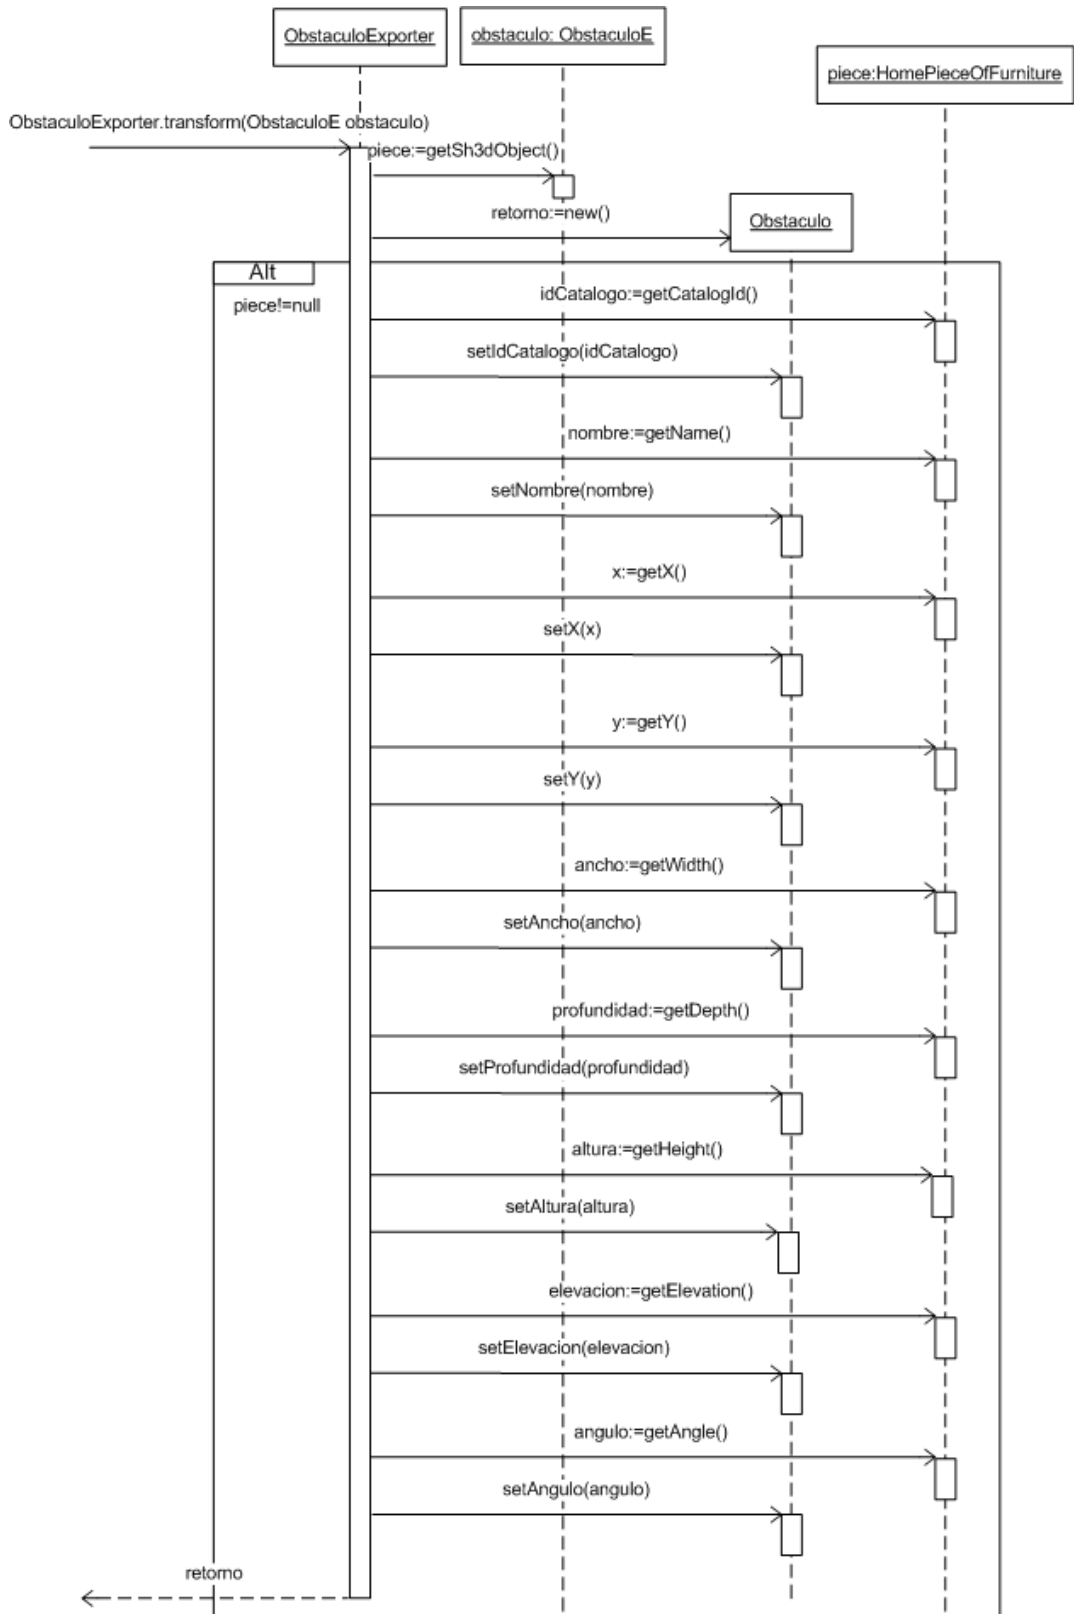 ObstaculoExporter
obstaculo: ObstaculoE
piece:HomePieceOfFurniture
ObstaculoExporter.transform(ObstaculoE obstaculo)
piece:=getSh3dObject()
retorno:=new()
Obstaculo
Alt
piece!=null
idCatalogo:=getCatalogId()
setIdCatalogo(idCatalogo)
nombre:=getName()
setNombre(nombre)
x:=getX()
setX(x)
y:=getY()
setY(y)
ancho:=getWidth()
setAncho(ancho)
profundidad:=getDepth()
setProfundidad(profundidad)
altura:=getHeight()
setAltura(altura)
elevacion:=getElevation()
setElevacion(elevacion)
angulo:=getAngle()
setAngulo(angulo)
retorno